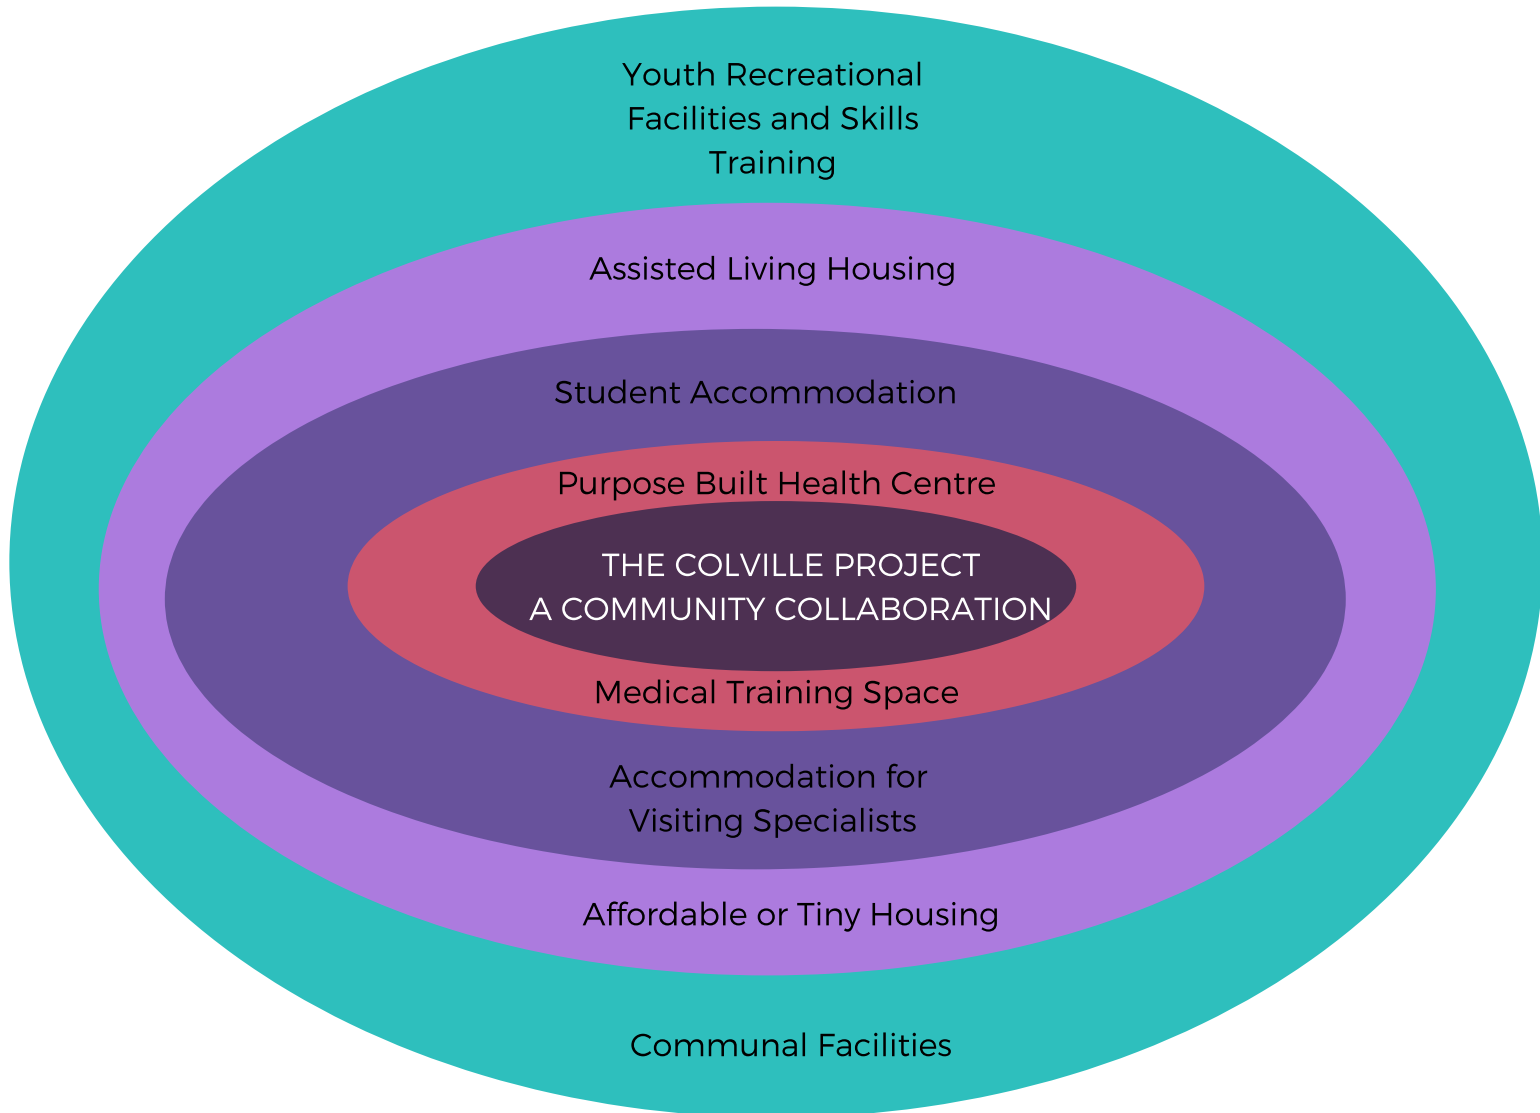 Youth Recreational
Facilities and Skills
Training
Assisted Living Housing
Student Accommodation
Purpose Built Health Centre
THE COLVILLE PROJECT
A COMMUNITY COLLABORATION
Medical Training Space
Accommodation for
Visiting Specialists
Affordable or Tiny Housing
Communal Facilities